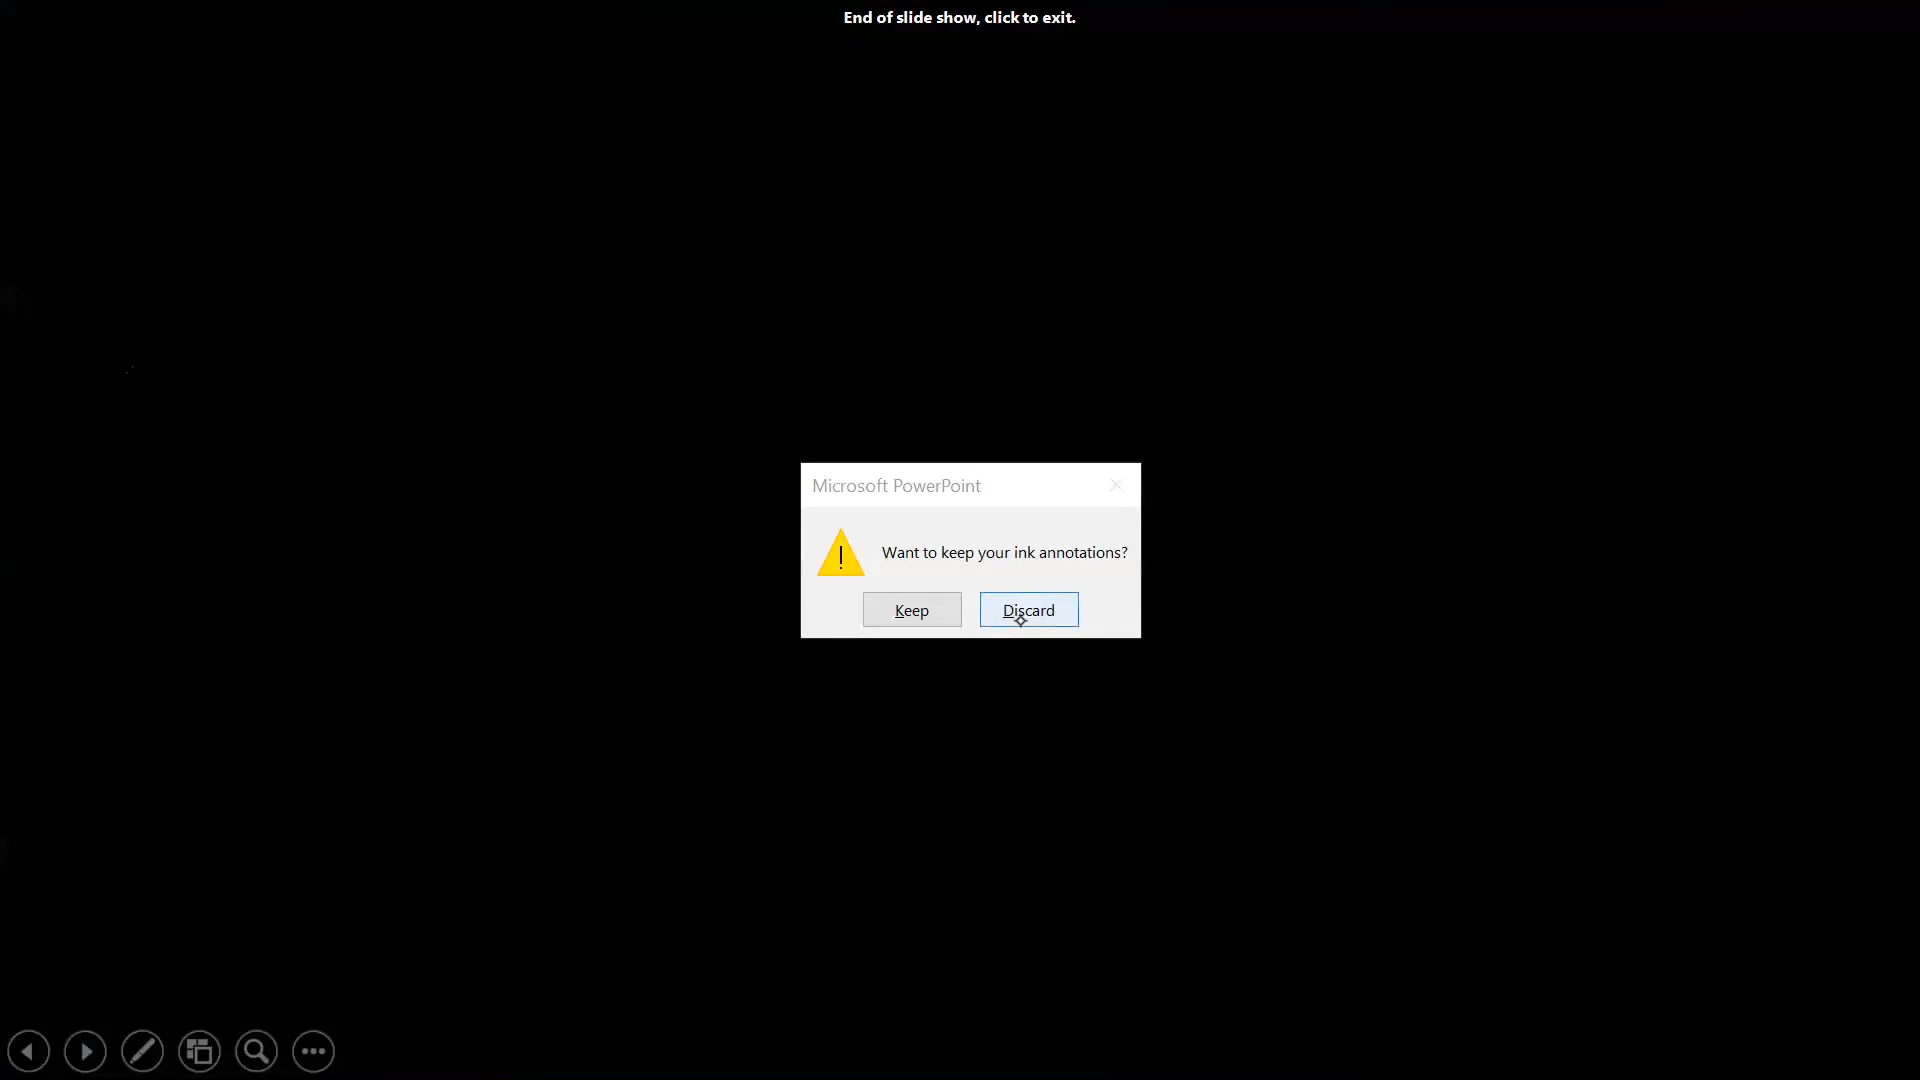 End of slide show, click to exit.
Microsoft PowerPoint
Want to keep your ink annotations?
Keep
Discard